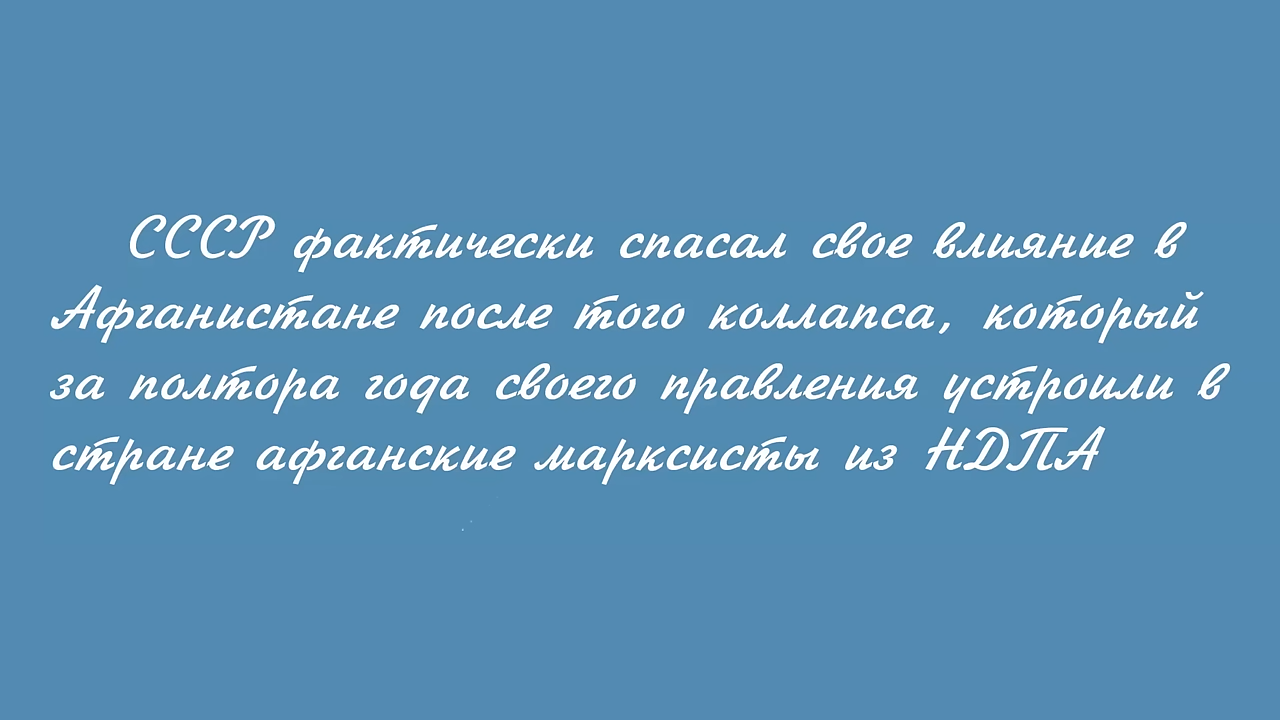 СССР фактически спасал свое влияние в
Афганистане после того коллапса, который
за полтора года своего правления устроили в
стране афганские марксисты из НДПА